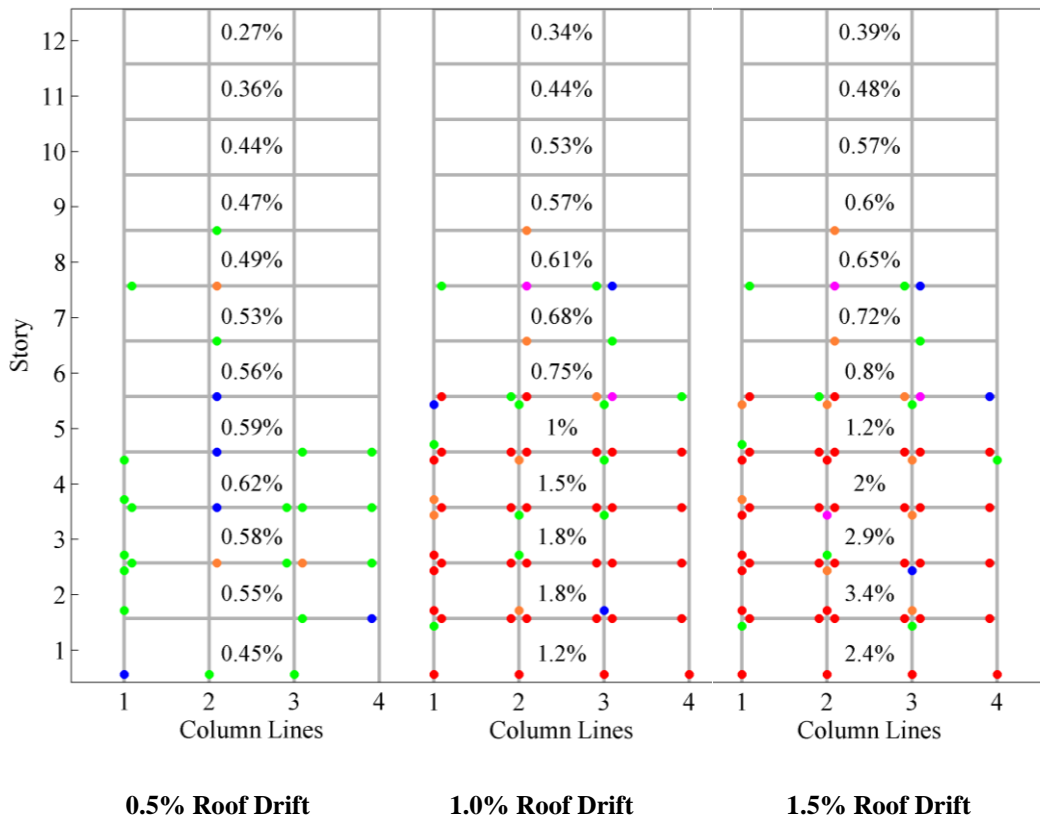 12 0.27% 0.34% 0.39%
11 0.36% 0.44% 0.48%
10 0.44% 0.53% 0.57%
9 0.47% 0.57% 0.6%
8 0.49% 0.61% 0.65%
7 0.53% 0.68% 0.72%
6 0.56% 0.75% 0.8%
5 0.59% 1% 1.2%
4 0.62% 1.5% 2%
3 0.58% 1.8% 2.9%
2 0.55% 1.8% 3.4%
1 0.45% 1.2% 2.4%
Story
1 2 3 4 1 2 3 4 1 2 3 4
Column Lines Column Lines Column Lines
0.5% Roof Drift 1.0% Roof Drift 1.5% Roof Drift